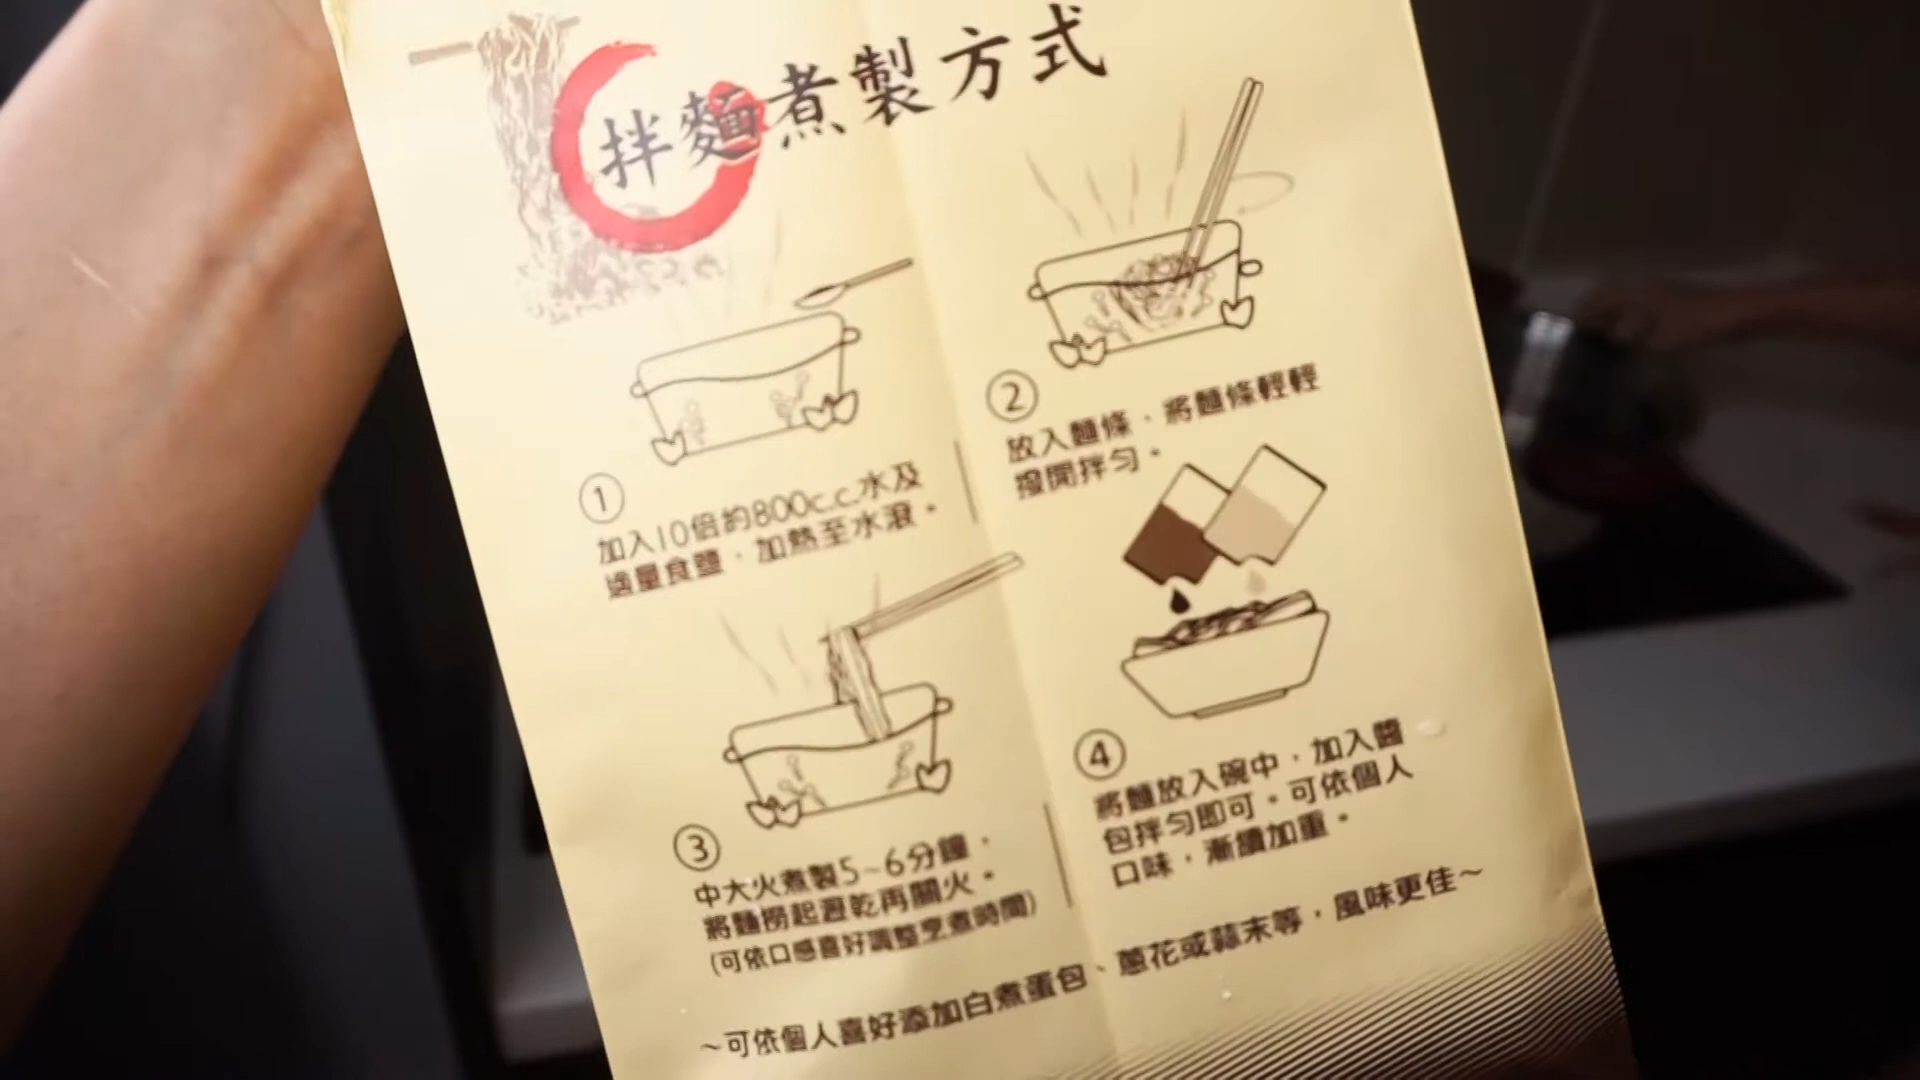 拌麵煮製方式
①
加入10倍約800c.c.水及
適量食鹽，加熱至水滾。
②
放入麵條，將麵條輕輕
撥開拌勻。
③
中大火煮製5~6分鐘，
將麵撈起瀝乾再關火。
(可依口感喜好調整烹煮時間)
④
將麵放入碗中，加入醬
包拌勻即可。可依個人
口味，漸續加重。
~可依個人喜好添加白煮蛋包、蔥花或蒜末等，風味更佳~